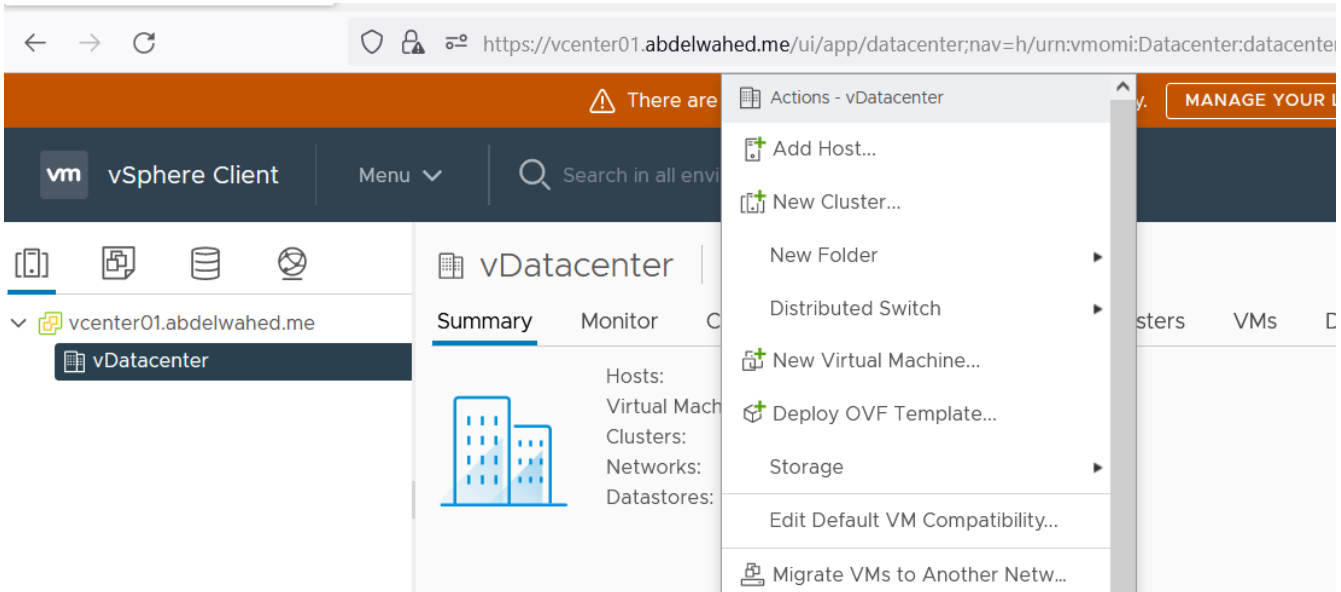 https://vcenter01.abdelwahed.me/ui/app/datacenter;nav=h/urn:vmomi:Datacenter:datacenter
There are
MANAGE YOUR
vm vSphere Client Menu Search in all
Actions - vDatacenter
Add Host...
New Cluster...
New Folder
Distributed Switch
New Virtual Machine...
Deploy OVF Template...
Storage
Edit Default VM Compatibility...
Migrate VMs to Another Netw...
vcenter01.abdelwahed.me
vDatacenter
vDatacenter
Summary Monitor VMs
Hosts:
Virtual Mach
Clusters:
Networks:
Datastores: